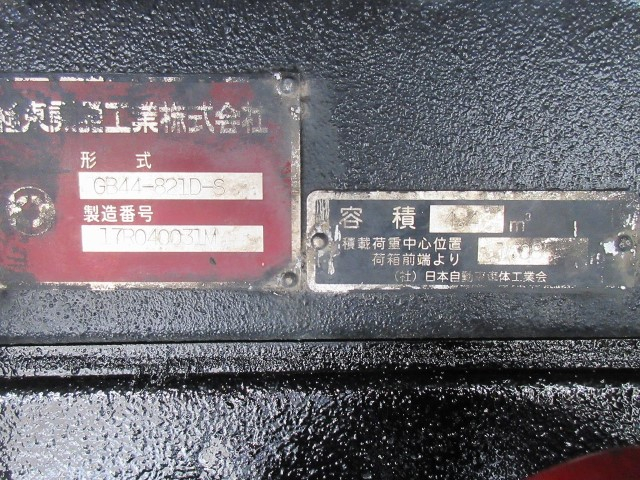 工業株式会社
形式
GB44-821D-S
製造番号
17B040031M
容積 m³
積載荷重中心位置
荷箱前端より
(社)日本自動車車体工業会